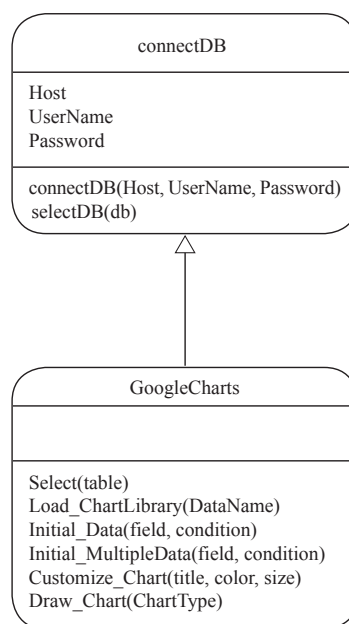 connectDB
Host
UserName
Password
connectDB(Host, UserName, Password)
selectDB(db)
GoogleCharts
Select(table)
Load_ChartLibrary(DataName)
Initial_Data(field, condition)
Initial_MultipleData(field, condition)
Customize_Chart(title, color, size)
Draw_Chart(ChartType)